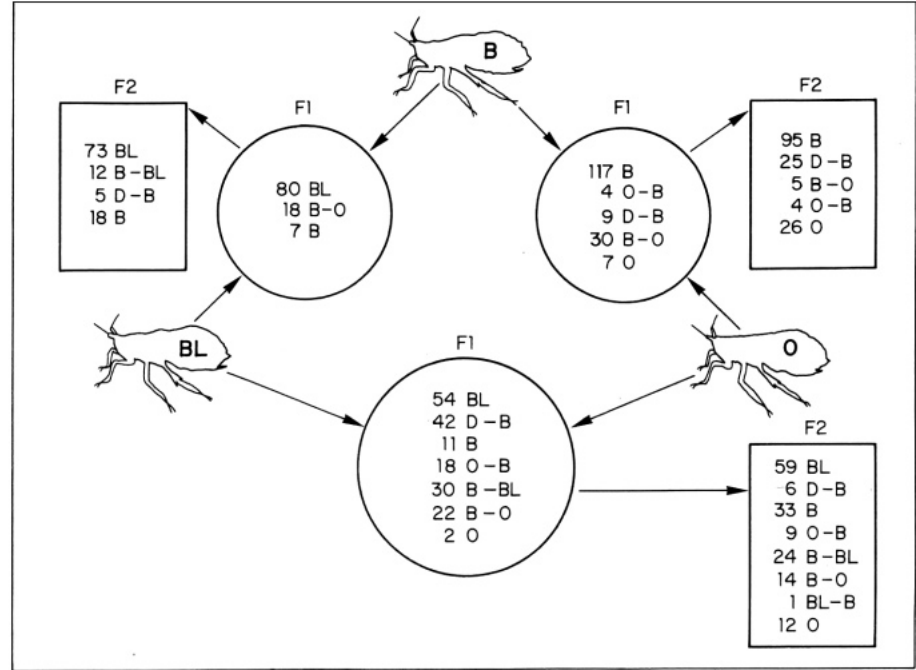 B
F2
73 BL
12 B-BL
5 D-B
18 B
F1
80 BL
18 B-O
7 B
F1
117 B
4 O-B
9 D-B
30 B-O
7 O
F2
95 B
25 D-B
5 B-O
4 O-B
26 O
BL
O
F1
54 BL
42 D-B
11 B
18 O-B
30 B-BL
22 B-O
2 O
F2
59 BL
6 D-B
33 B
9 O-B
24 B-BL
14 B-O
1 BL-B
12 O